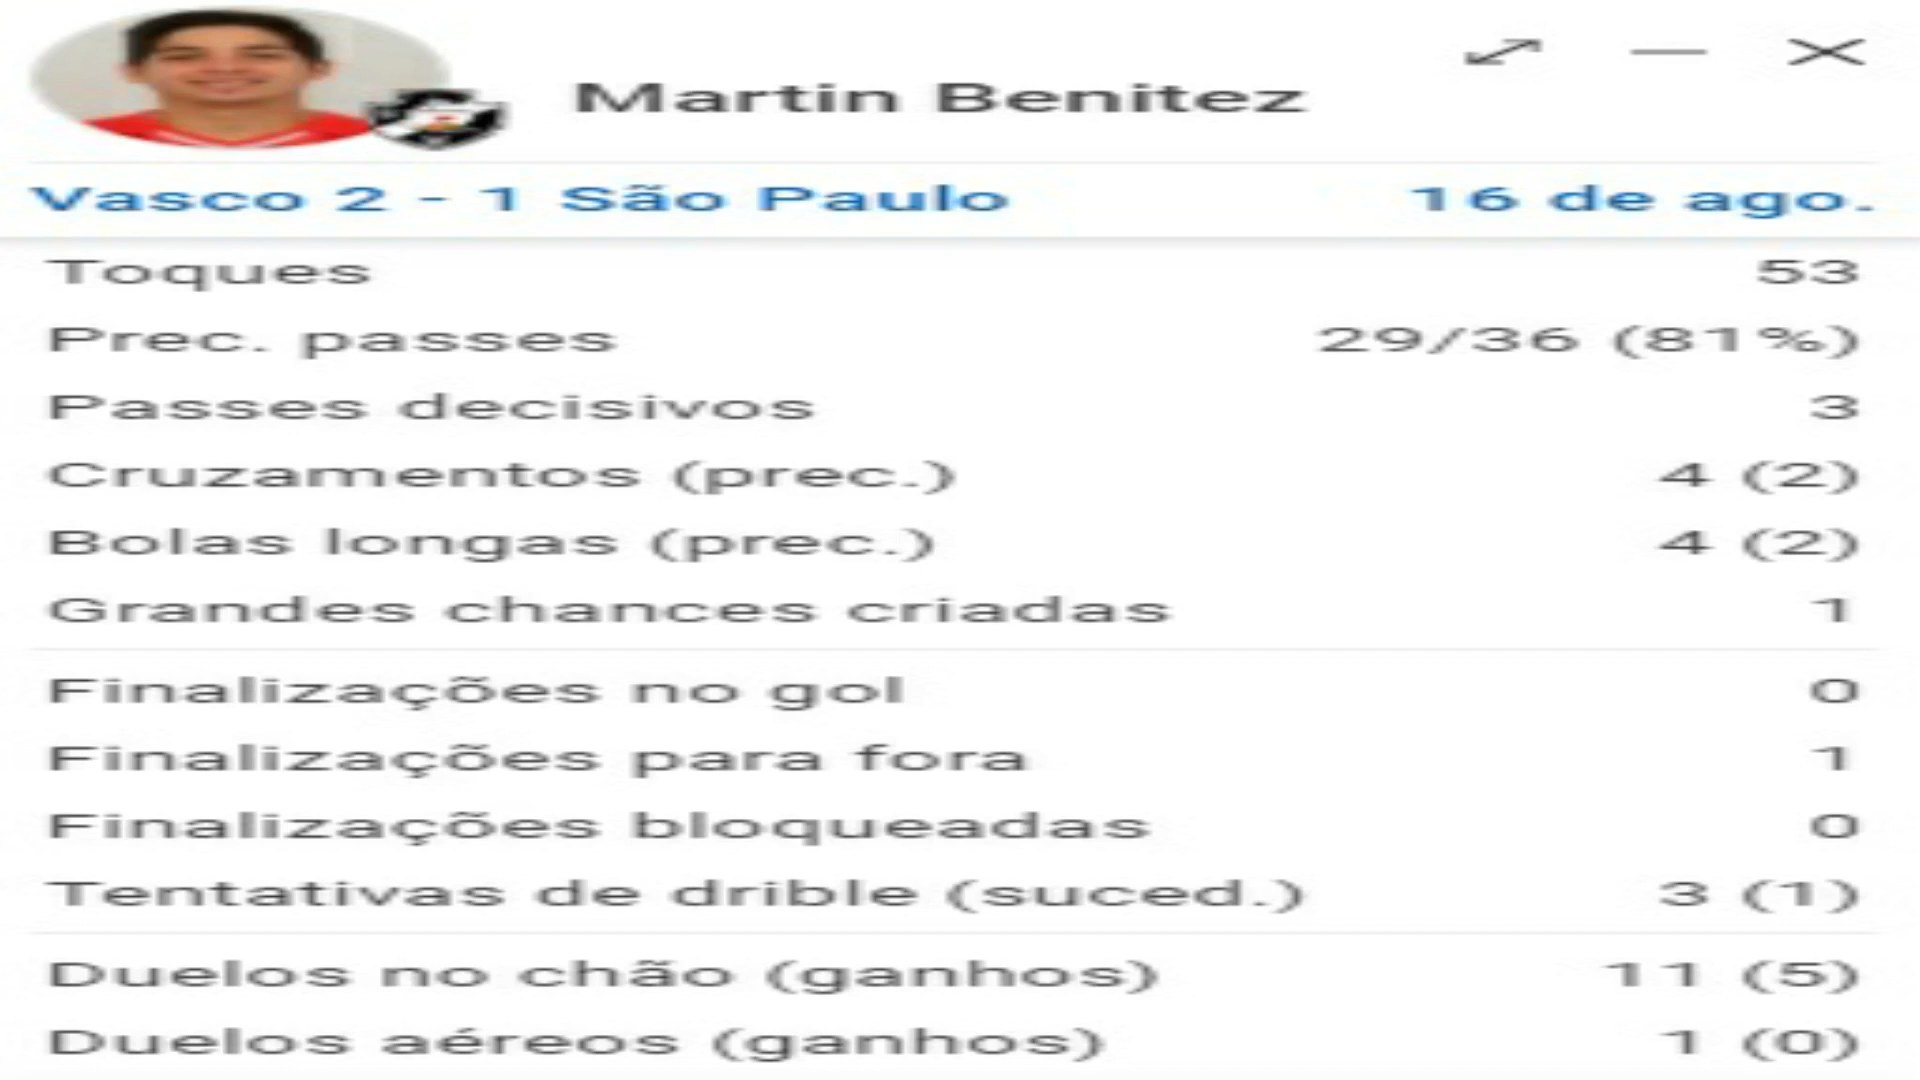 Martin Benitez
Vasco 2 - 1 São Paulo 16 de ago.
Toques 53
Prec. passes 29/36 (81%)
Passes decisivos 3
Cruzamentos (prec.) 4 (2)
Bolas longas (prec.) 4 (2)
Grandes chances criadas 1
Finalizações no gol 0
Finalizações para fora 1
Finalizações bloqueadas 0
Tentativas de drible (suced.) 3 (1)
Duelos no chão (ganhos) 11 (5)
Duelos aéreos (ganhos) 1 (0)